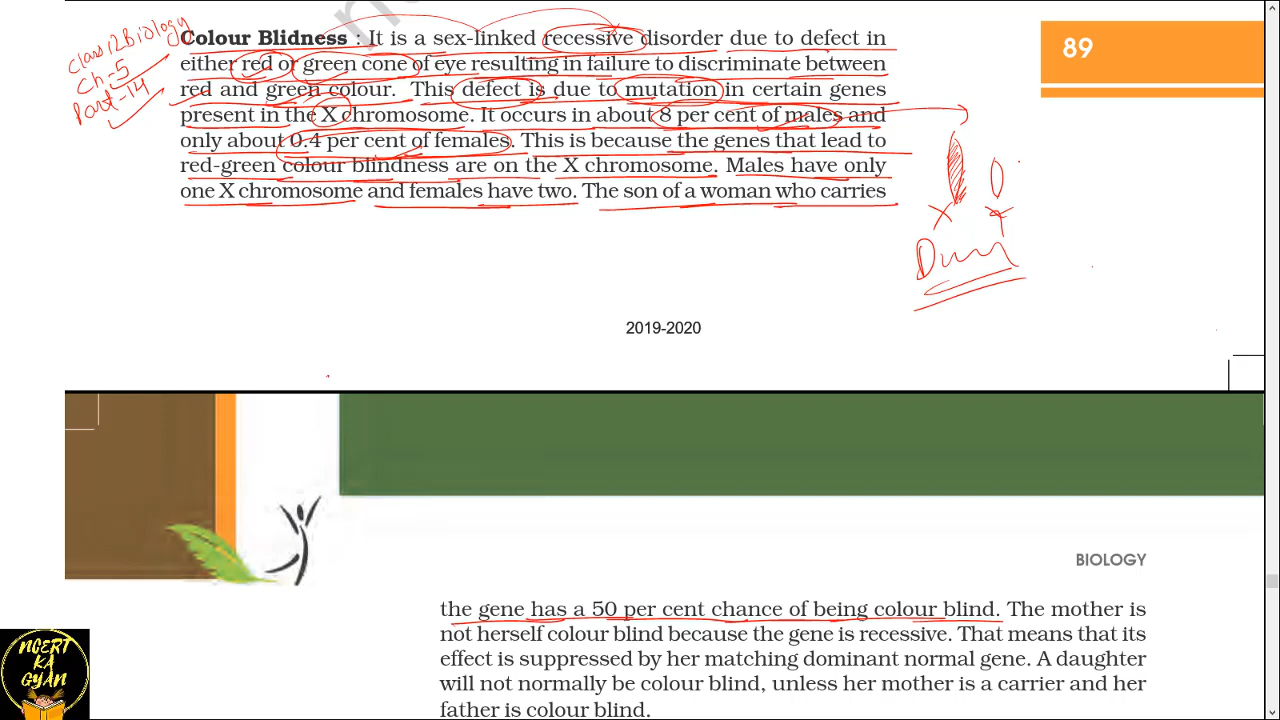 Class 12 Biology
Ch-5
Part-14
Colour Blidness : It is a sex-linked recessive disorder due to defect in
either red or green cone of eye resulting in failure to discriminate between
red and green colour. This defect is due to mutation in certain genes
present in the X chromosome. It occurs in about 8 per cent of males and
only about 0.4 per cent of females. This is because the genes that lead to
red-green colour blindness are on the X chromosome. Males have only
one X chromosome and females have two. The son of a woman who carries
89
2019-2020
BIOLOGY
the gene has a 50 per cent chance of being colour blind. The mother is
not herself colour blind because the gene is recessive. That means that its
effect is suppressed by her matching dominant normal gene. A daughter
will not normally be colour blind, unless her mother is a carrier and her
father is colour blind.
NCERT
KA
GYAN